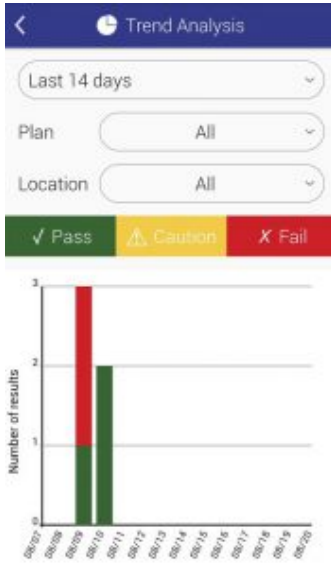 Trend Analysis
Last 14 days
Plan All
Location All
√ Pass ⚠ Caution X Fail
3
2
1
0
Number of results
08/07 08/08 08/09 08/10 08/11 08/12 08/13 08/14 08/15 08/16 08/17 08/18 08/19 08/20